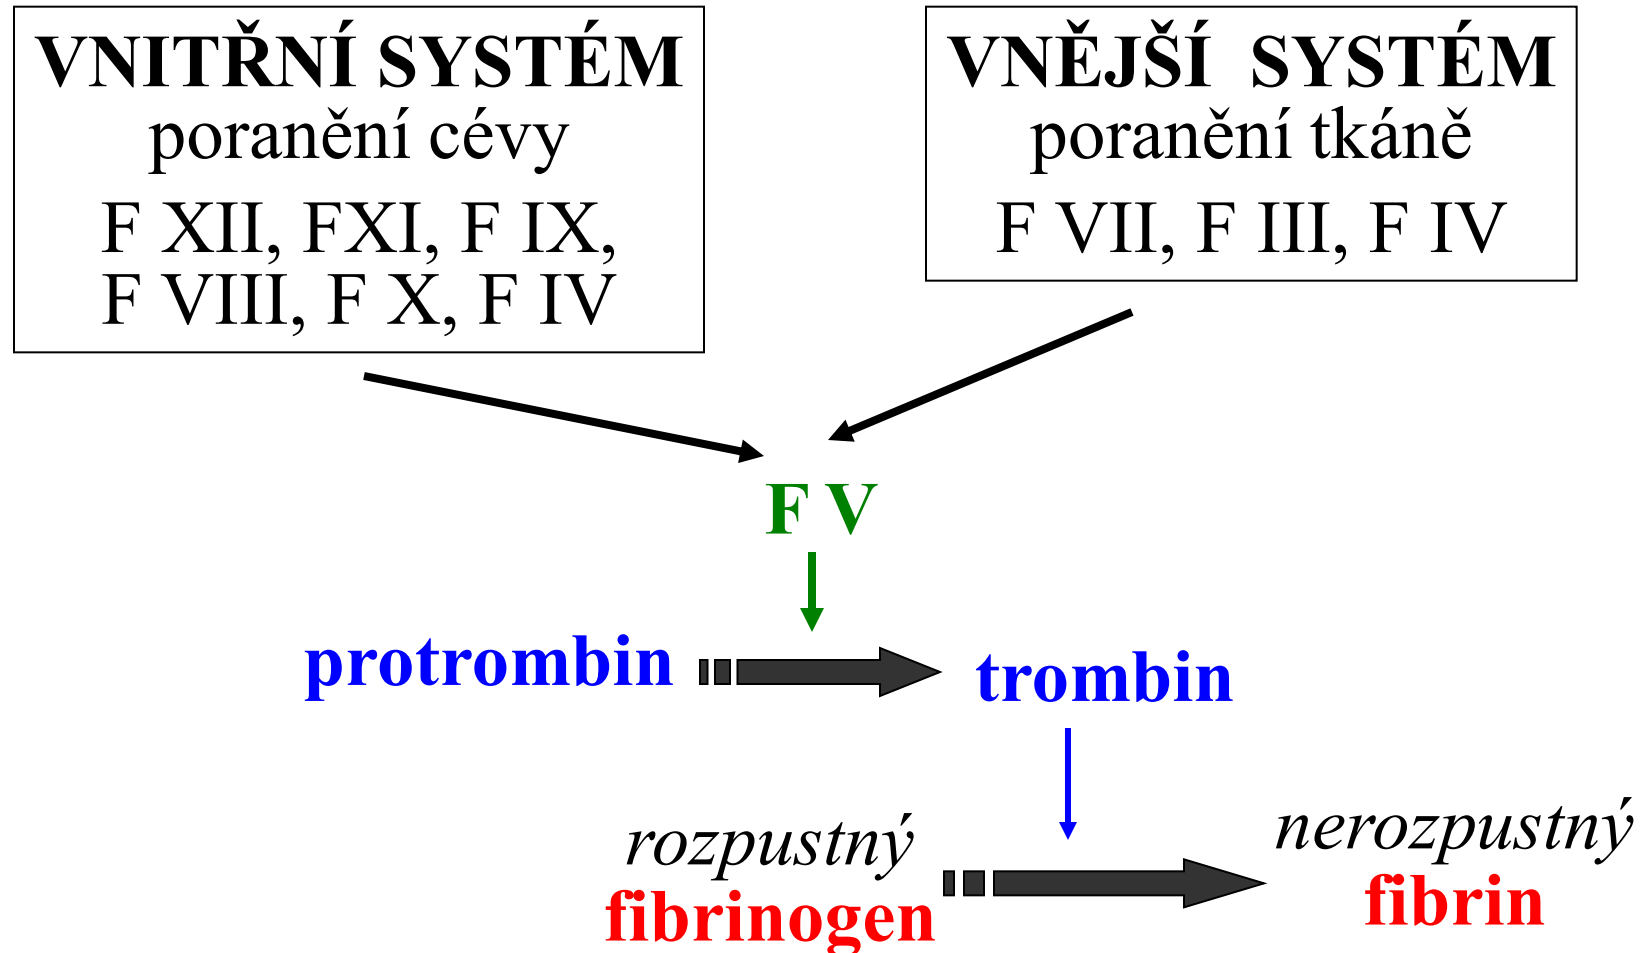 VNITŘNÍ SYSTÉM
poranění cévy
F XII, FXI, F IX,
F VIII, F X, F IV
VNĚJŠÍ SYSTÉM
poranění tkáně
F VII, F III, F IV
F V
protrombin
trombin
rozpustný
fibrinogen
nerozpustný
fibrin